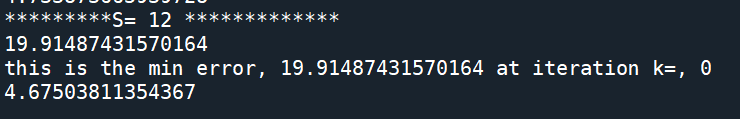 *********S= 12 *************
19.91487431570164
this is the min error, 19.91487431570164 at iteration k=, 0
4.67503811354367